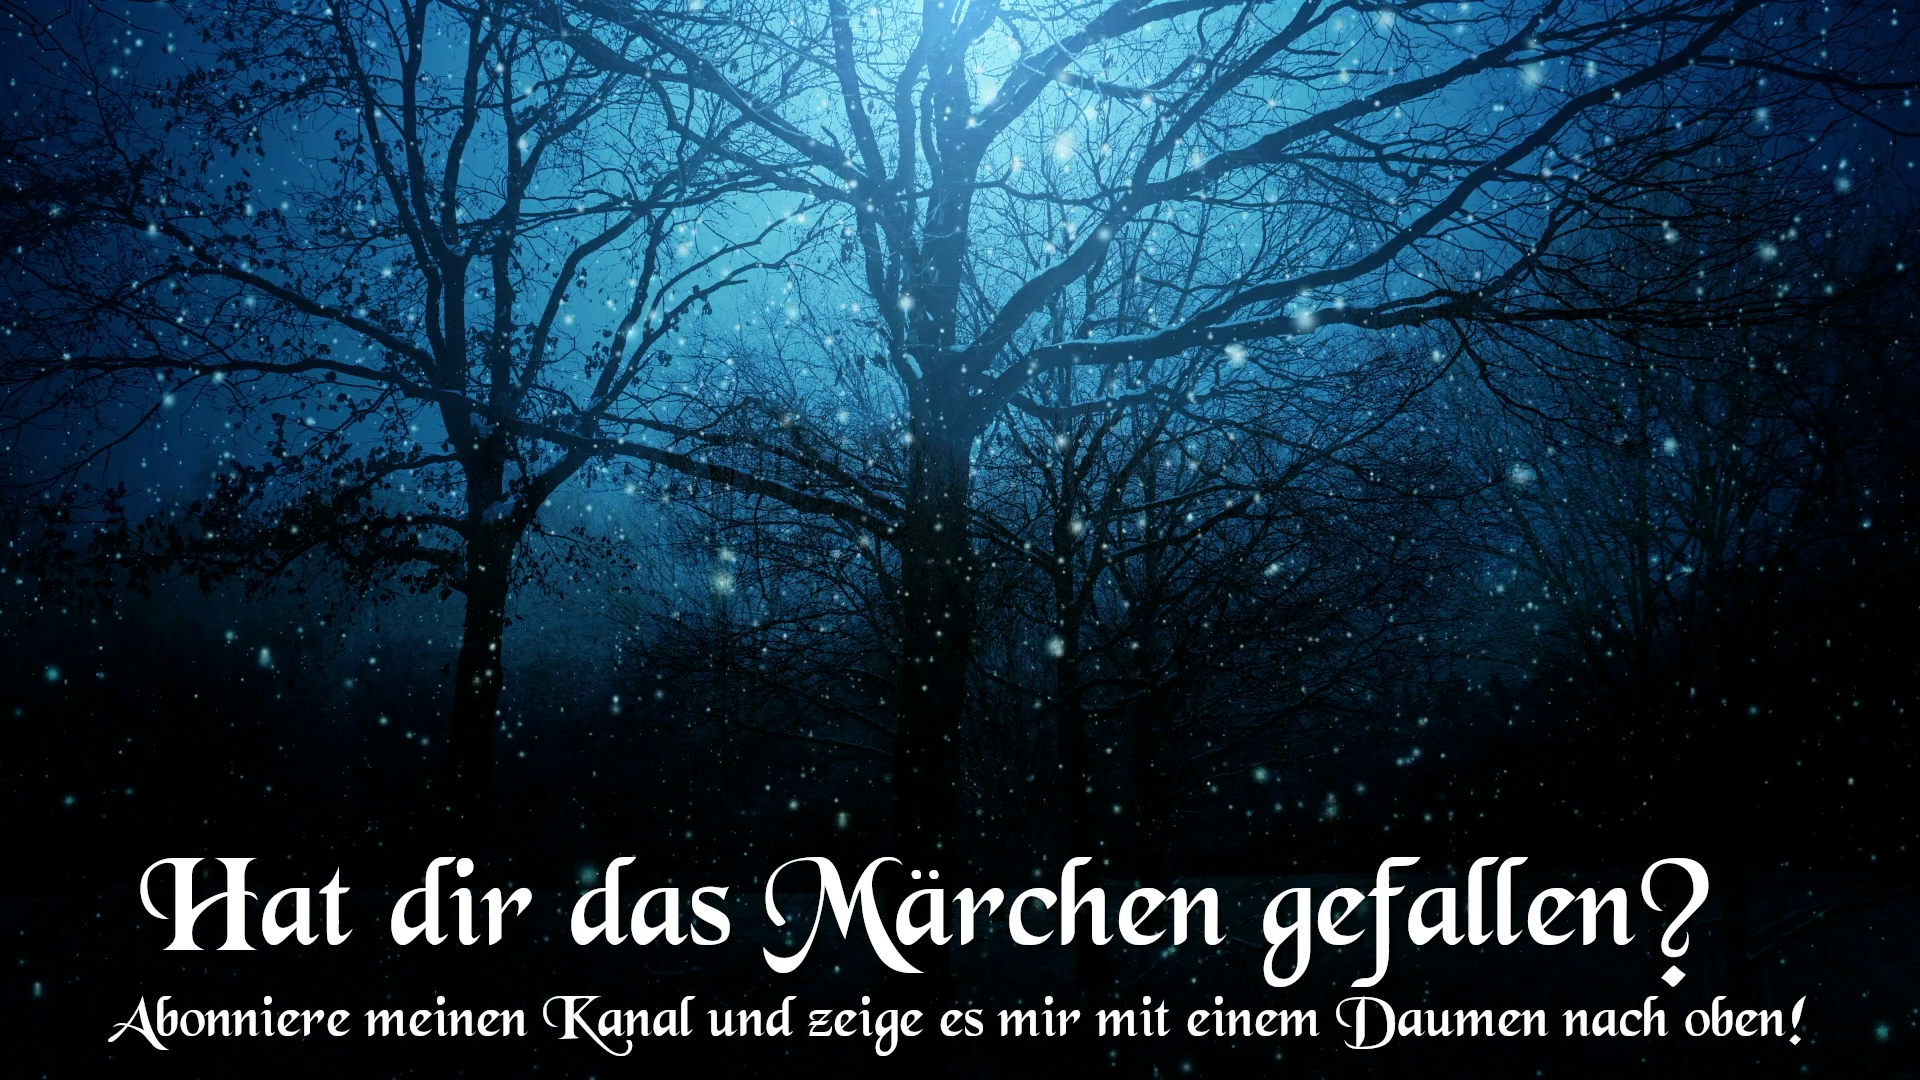 Hat dir das Märchen gefallen?
Abonniere meinen Kanal und zeige es mir mit einem Daumen nach oben!